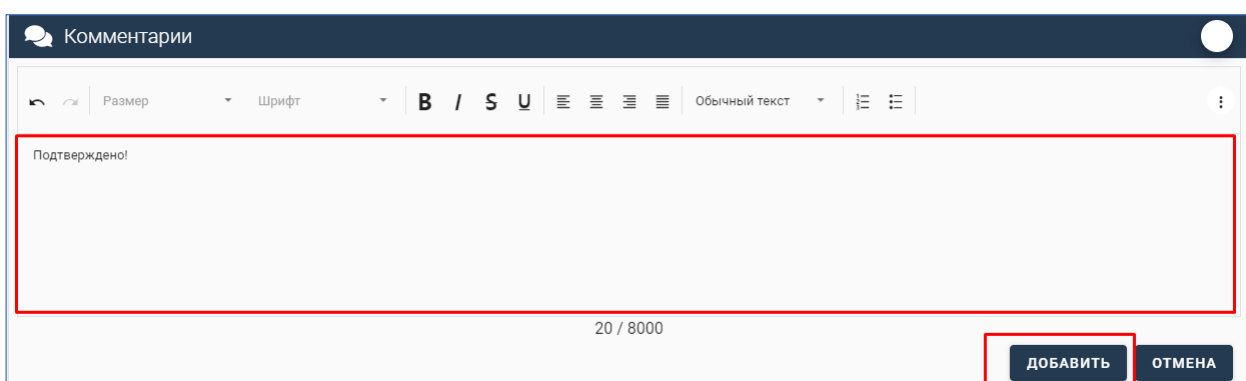 Комментарии
Размер Шрифт B I S U Обычный текст
Подтверждено!
20 / 8000
ДОБАВИТЬ ОТМЕНА